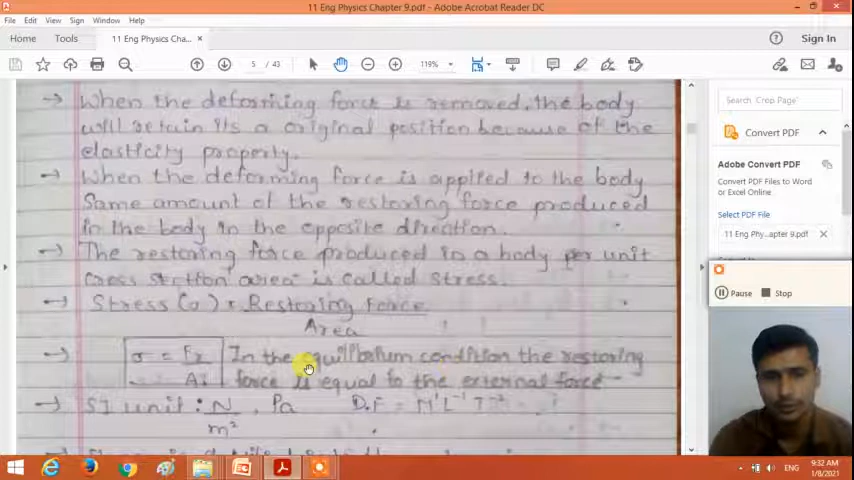 11 Eng Physics Chapter 9.pdf - Adobe Acrobat Reader DC
File Edit View Sign Window Help
Home Tools 11 Eng Physics Cha... × Sign In
5 / 43 119%
→ When the deforming force is removed, the body
will retain its a original position because of the
elasticity property.
→ When the deforming force is applied to the body
Same amount of the restoring force produced
in the body in the opposite direction.
→ The restoring force produced in a body per unit
cross section area is called stress.
→ Stress (σ) = Restoring force
Area
→ σ = In the equilibrium condition the restoring
A force is equal to the external force
→ SI unit : N/m², Pa D.F = M¹L⁻¹T⁻²
Search 'Crop Page'
Convert PDF
Adobe Convert PDF
Convert PDF Files to Word
or Excel Online
Select PDF File
11 Eng Phy...apter 9.pdf ×
Pause Stop
ENG 9:32 AM
1/8/2021